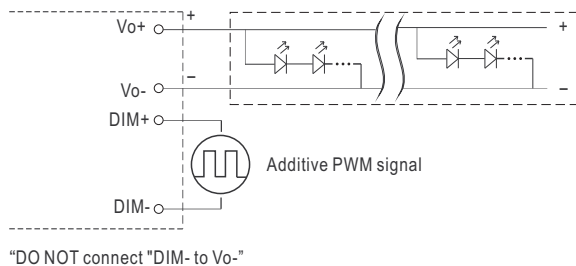 Vo+
+
+
Vo-
−
−
DIM+
Additive PWM signal
DIM-
“DO NOT connect "DIM- to Vo-”